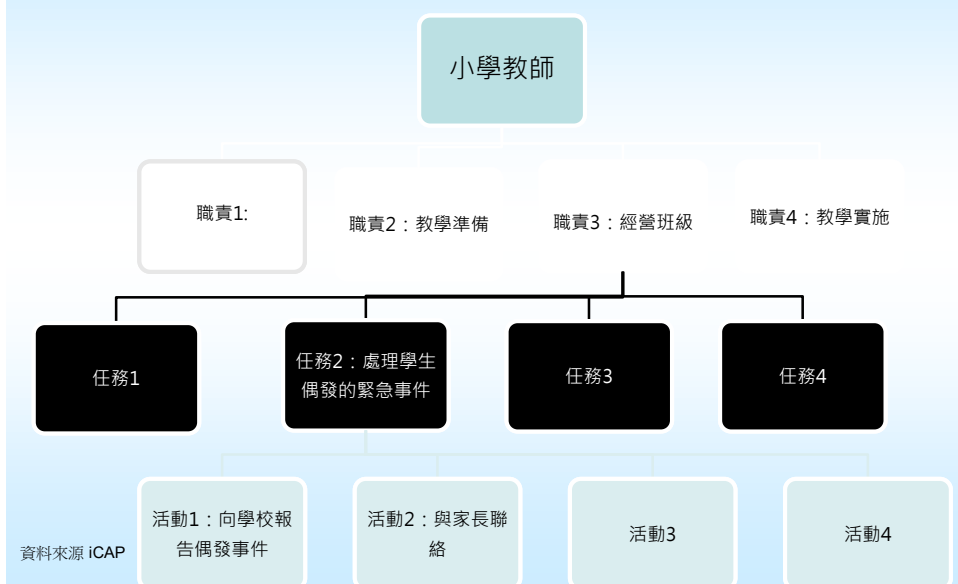 小學教師
職責1:
職責2：教學準備
職責3：經營班級
職責4：教學實施
任務1
任務2：處理學生
偶發的緊急事件
任務3
任務4
活動1：向學校報
告偶發事件
活動2：與家長聯
絡
活動3
活動4
資料來源 iCAP